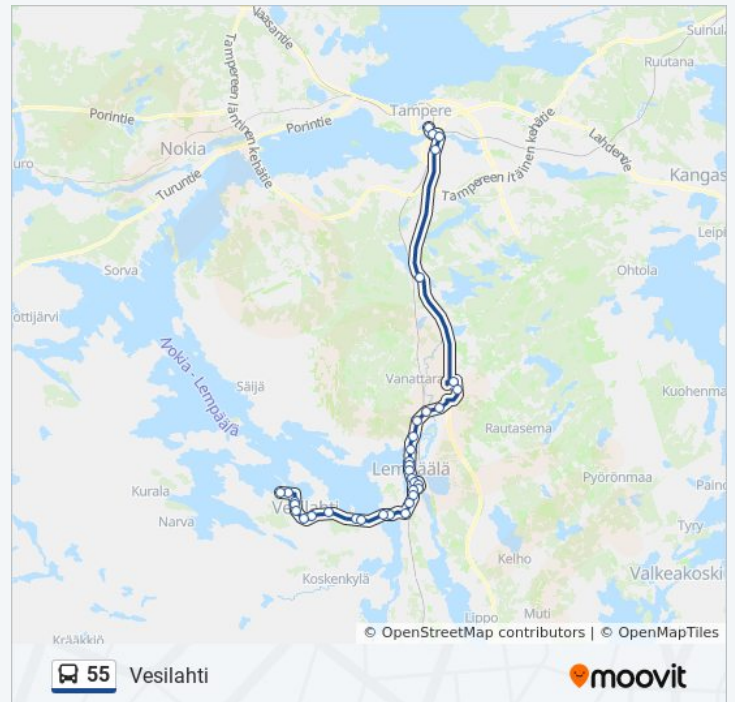 Vaasantie
Suinula
Ruutana
Tampere
Porintie
Tampereen läntinen kehätie
Porintie
Nokia
Turuntie
Tampereen itäinen kehätie
Lahdentie
Kangas
Leipi
Sorva
Ohtola
ottijärvi
Nokia - Lempäälä
Säijä
Vanattara
Kuohenma
Rautasema
Lempäälä
Pyörönmaa
Kurala
Vesilahti
Narva
Tyry
Kelho
Valkeakoski
Koskenkylä
Lippo
Muti
Krääkkiö
© OpenStreetMap contributors | © OpenMapTiles
55 Vesilahti
moovit